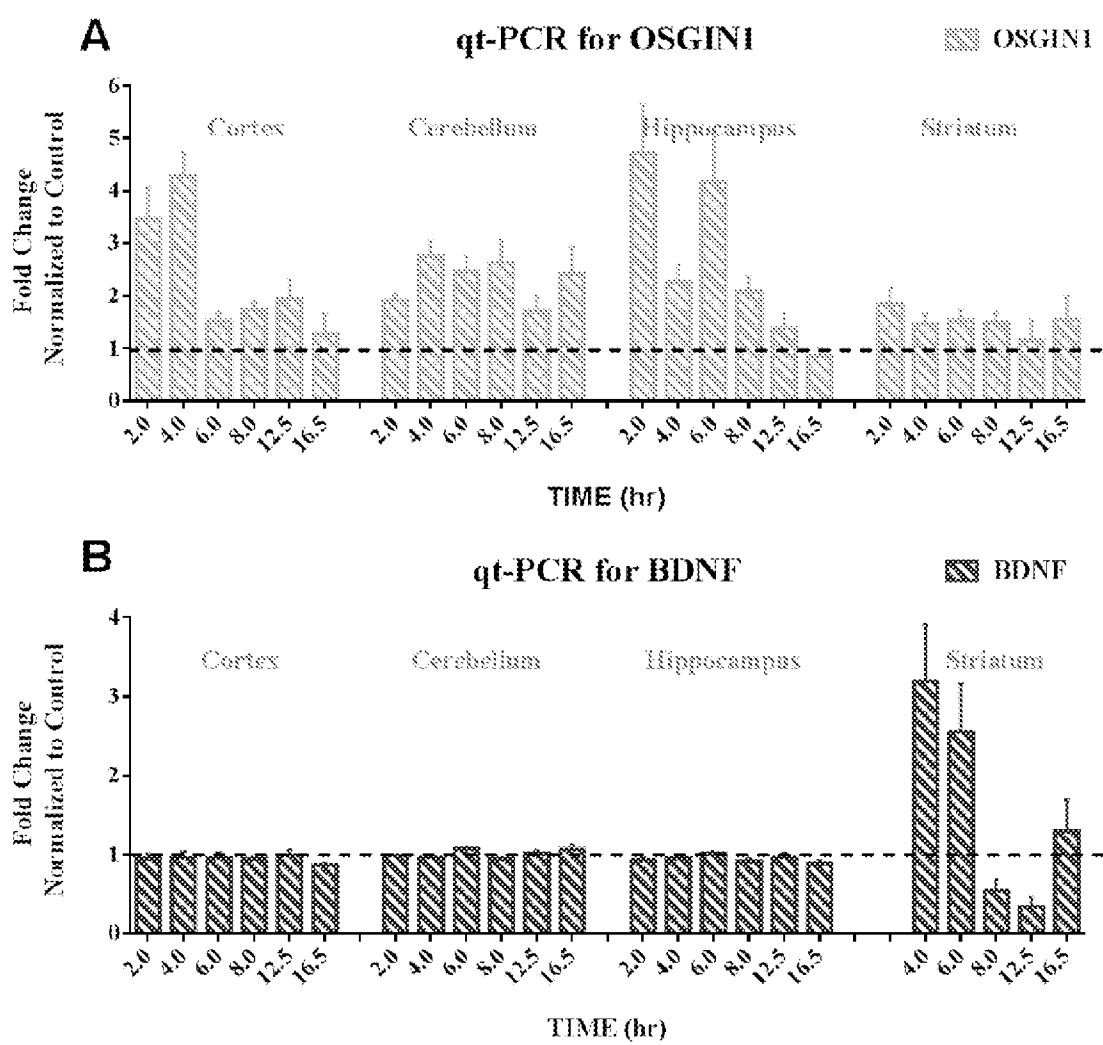 A
qt-PCR for OSGIN1
OSGIN1
Fold Change
Normalized to Control
6
5
4
3
2
1
0
Cortex
Cerebellum
Hippocampus
Striatum
2.0 4.0 6.0 8.0 12.5 16.5 2.0 4.0 6.0 8.0 12.5 16.5 2.0 4.0 6.0 8.0 12.5 16.5 2.0 4.0 6.0 8.0 12.5 16.5
TIME (hr)
B
qt-PCR for BDNF
BDNF
Fold Change
Normalized to Control
4
3
2
1
0
Cortex
Cerebellum
Hippocampus
Striatum
2.0 4.0 6.0 8.0 12.5 16.5 2.0 4.0 6.0 8.0 12.5 16.5 2.0 4.0 6.0 8.0 12.5 16.5 4.0 6.0 8.0 12.5 16.5
TIME (hr)